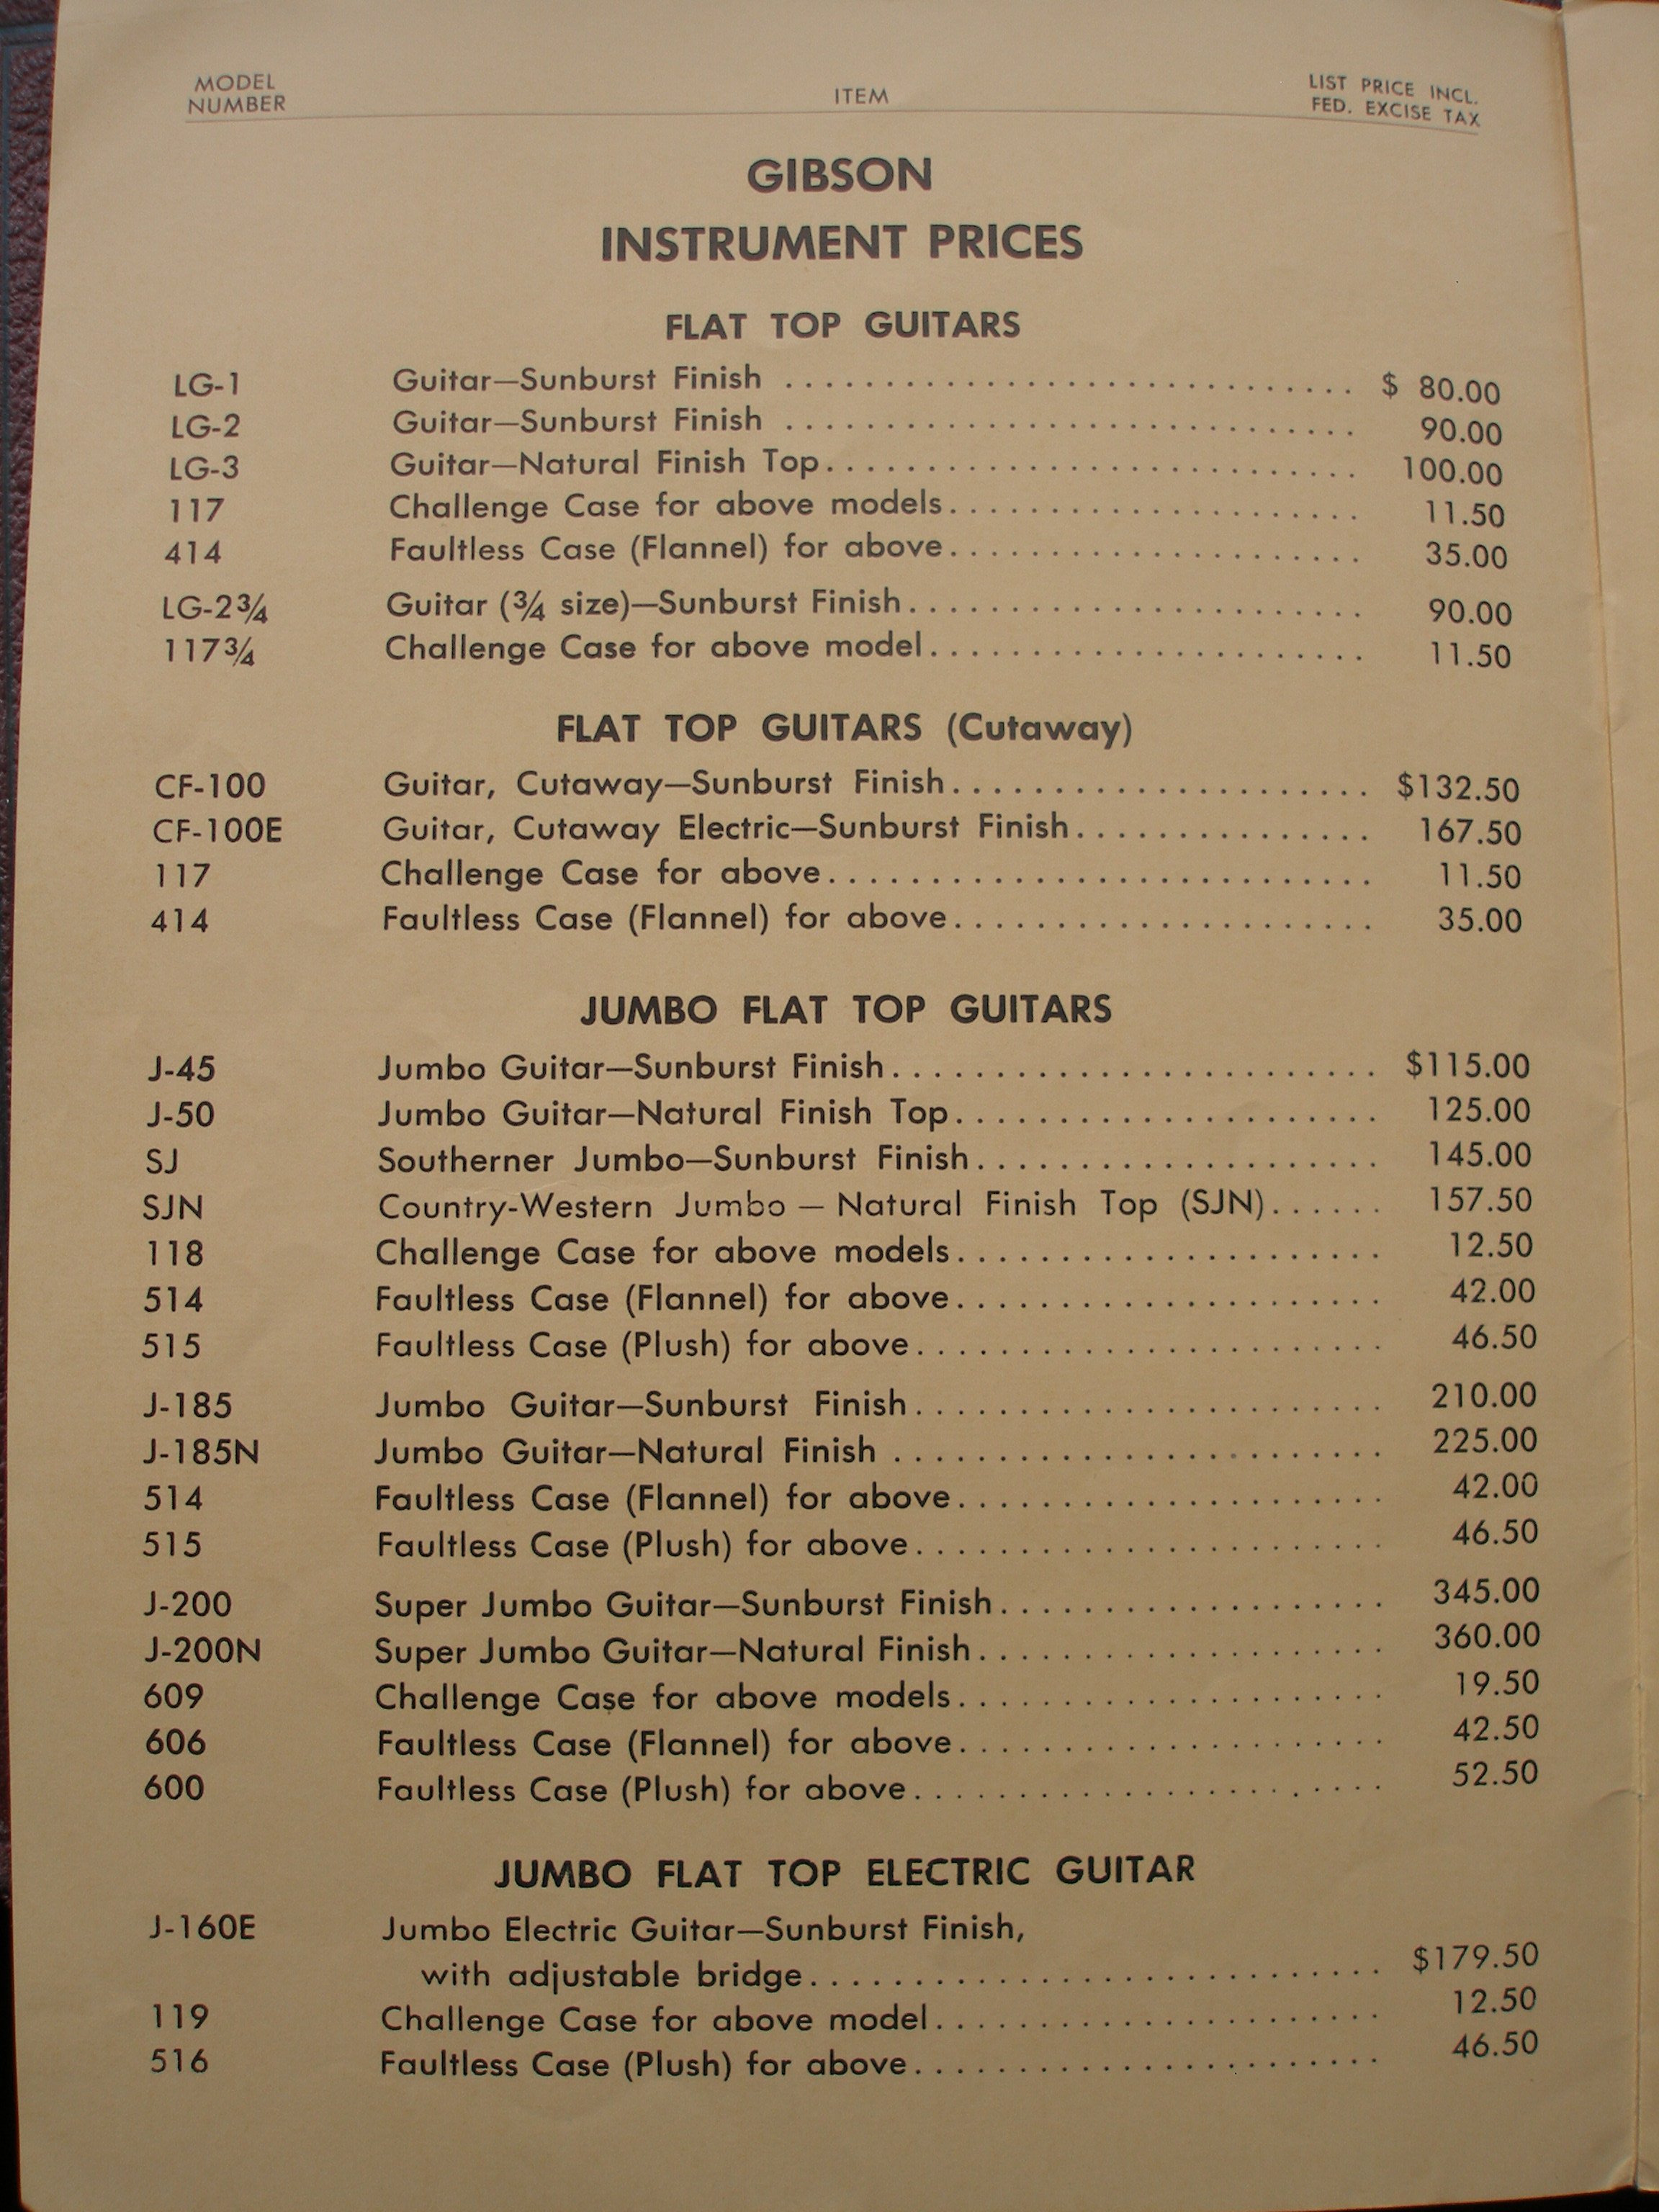 MODEL NUMBER ITEM LIST PRICE INCL. FED. EXCISE TAX
GIBSON
INSTRUMENT PRICES
FLAT TOP GUITARS
LG-1 Guitar—Sunburst Finish ............................ $ 80.00
LG-2 Guitar—Sunburst Finish ............................ 90.00
LG-3 Guitar—Natural Finish Top.......................... 100.00
117 Challenge Case for above models.................... 11.50
414 Faultless Case (Flannel) for above.................... 35.00
LG-2¾ Guitar (¾ size)—Sunburst Finish...................... 90.00
117¾ Challenge Case for above model..................... 11.50
FLAT TOP GUITARS (Cutaway)
CF-100 Guitar, Cutaway—Sunburst Finish.................... $132.50
CF-100E Guitar, Cutaway Electric—Sunburst Finish.............. 167.50
117 Challenge Case for above.......................... 11.50
414 Faultless Case (Flannel) for above.................... 35.00
JUMBO FLAT TOP GUITARS
J-45 Jumbo Guitar—Sunburst Finish....................... $115.00
J-50 Jumbo Guitar—Natural Finish Top.................... 125.00
SJ Southerner Jumbo—Sunburst Finish................... 145.00
SJN Country-Western Jumbo — Natural Finish Top (SJN)...... 157.50
118 Challenge Case for above models.................... 12.50
514 Faultless Case (Flannel) for above.................... 42.00
515 Faultless Case (Plush) for above...................... 46.50
J-185 Jumbo Guitar—Sunburst Finish...................... 210.00
J-185N Jumbo Guitar—Natural Finish ....................... 225.00
514 Faultless Case (Flannel) for above.................... 42.00
515 Faultless Case (Plush) for above...................... 46.50
J-200 Super Jumbo Guitar—Sunburst Finish.................. 345.00
J-200N Super Jumbo Guitar—Natural Finish................... 360.00
609 Challenge Case for above models.................... 19.50
606 Faultless Case (Flannel) for above.................... 42.50
600 Faultless Case (Plush) for above...................... 52.50
JUMBO FLAT TOP ELECTRIC GUITAR
J-160E Jumbo Electric Guitar—Sunburst Finish,
with adjustable bridge........................... $179.50
119 Challenge Case for above model..................... 12.50
516 Faultless Case (Plush) for above...................... 46.50